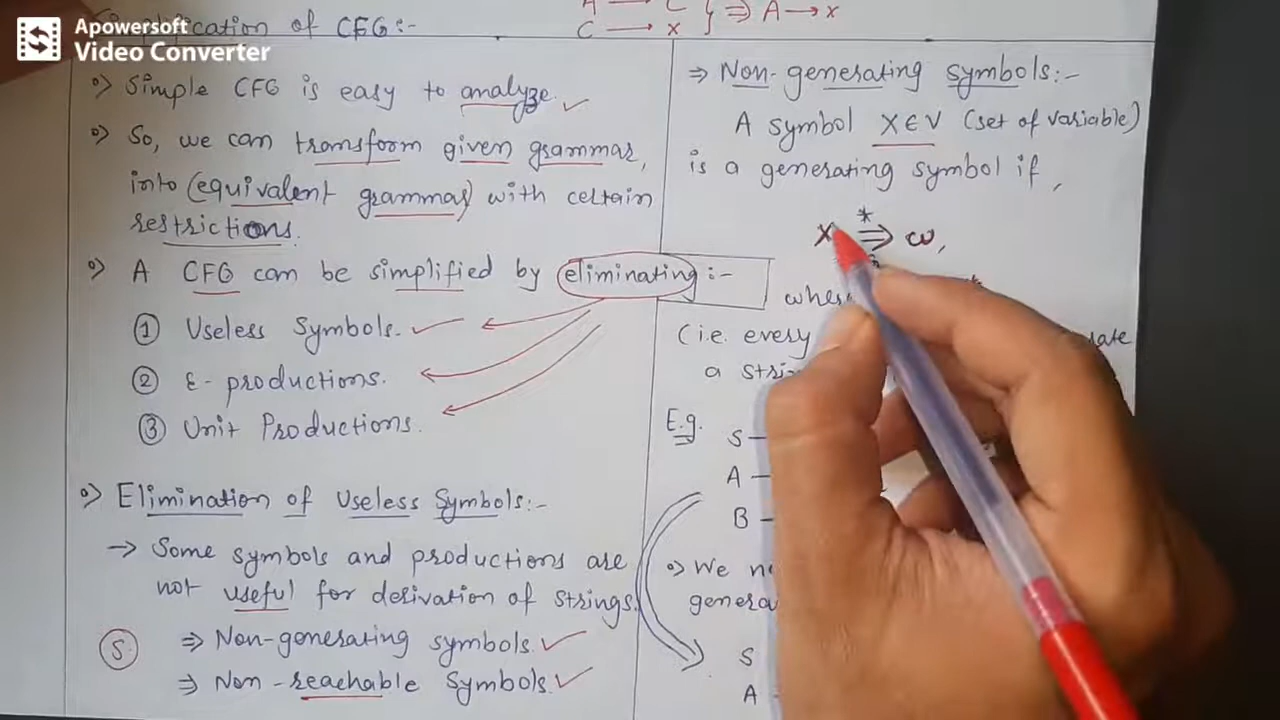 Apowersoft
Video Converter
Simplification of CFG:-
C → x } ⇒ A → x
Simple CFG is easy to analyze.
So, we can transform given grammar,
into (equivalent grammar) with certain
restrictions.
A CFG can be simplified by eliminating :-
① Useless Symbols.
② ε-productions.
③ Unit Productions.
Elimination of Useless Symbols:-
→ Some symbols and productions are
not useful for derivation of strings.
S
⇒ Non-generating symbols.
⇒ Non-reachable Symbols.
⇒ Non-generating symbols:-
A symbol X ∈ V (set of variable)
is a generating symbol if,
X *⇒ ω,
(i.e. every
a
E.g. S
A
B
We
S
A